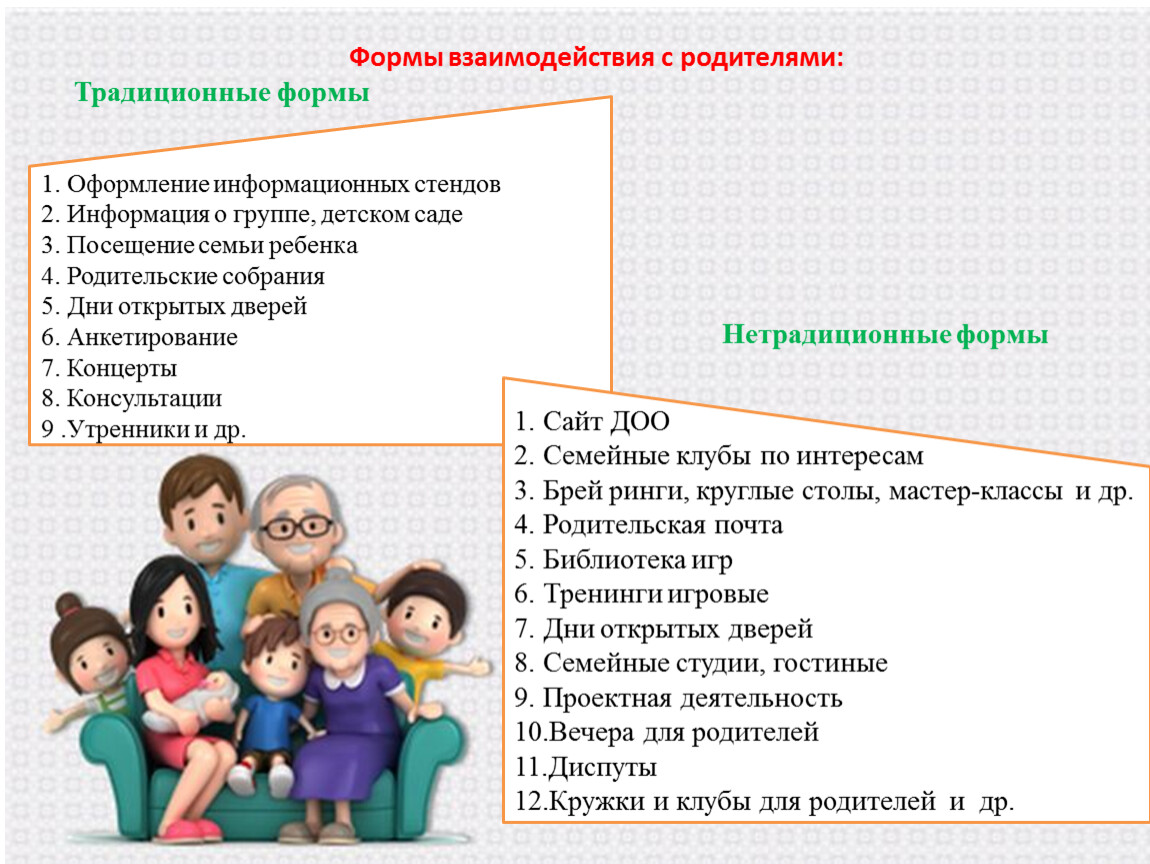 Формы взаимодействия с родителями:
Традиционные формы
1. Оформление информационных стендов
2. Информация о группе, детском саде
3. Посещение семьи ребенка
4. Родительские собрания
5. Дни открытых дверей
6. Анкетирование
7. Концерты
8. Консультации
9 .Утренники и др.
Нетрадиционные формы
1. Сайт ДОО
2. Семейные клубы по интересам
3. Брей ринги, круглые столы, мастер-классы и др.
4. Родительская почта
5. Библиотека игр
6. Тренинги игровые
7. Дни открытых дверей
8. Семейные студии, гостиные
9. Проектная деятельность
10.Вечера для родителей
11.Диспуты
12.Кружки и клубы для родителей и др.